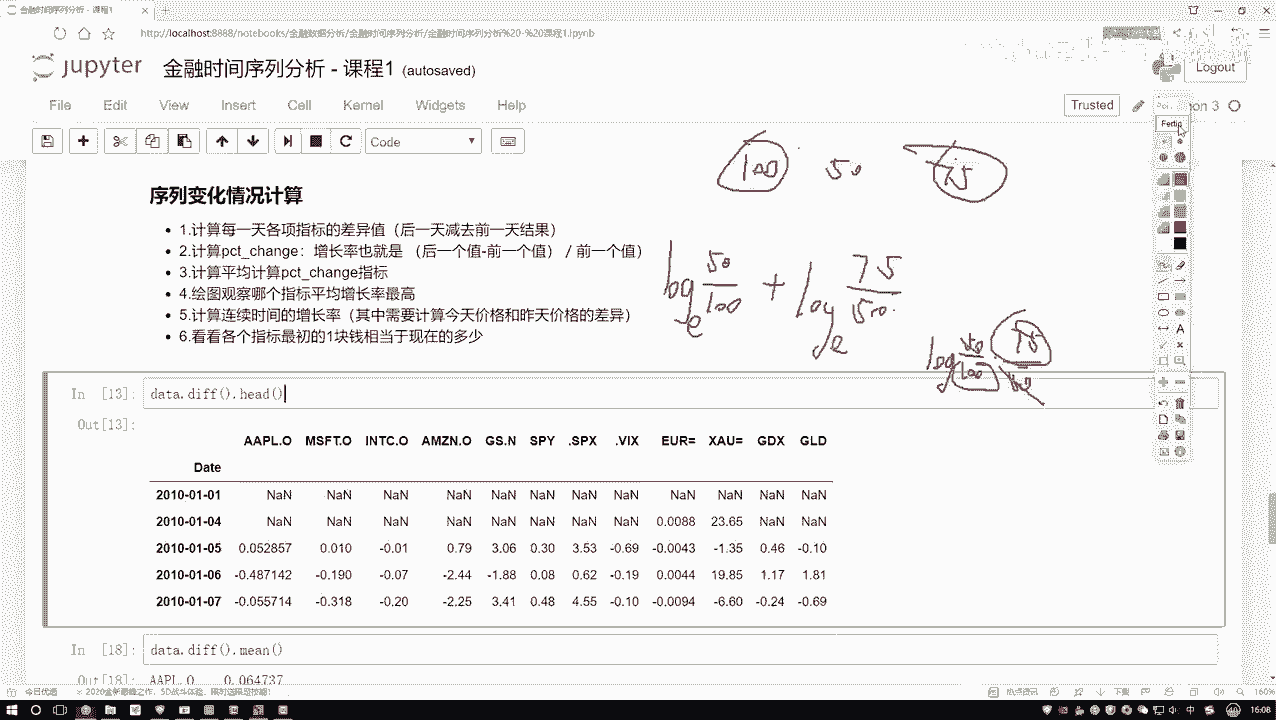 金融时间序列分析 - 课程1
http://localhost:8888/notebooks/金融数据分析/金融时间序列分析/金融时间序列分析%20-%20课程1.ipynb
jupyter 金融时间序列分析 - 课程1 (autosaved)
Logout
File Edit View Insert Cell Kernel Widgets Help
Trusted
on 3
Code
Fertig
100 50 75
序列变化情况计算
1.计算每一天各项指标的差异值（后一天减去前一天结果）
2.计算pct_change：增长率也就是 （后一个值-前一个值）/ 前一个值）
3.计算平均计算pct_change指标
4.绘图观察哪个指标平均增长率最高
5.计算连续时间的增长率（其中需要计算今天价格和昨天价格的差异）
6.看看各个指标最初的1块钱相当于现在的多少
log e 50/100 + log e 75/50
log 50/100 · 75/50
In [13]: data.diff().head()
Out[13]:
AAPL.O MSFT.O INTC.O AMZN.O GS.N SPY .SPX .VIX EUR= XAU= GDX GLD
Date
2010-01-01 NaN NaN NaN NaN NaN NaN NaN NaN NaN NaN NaN NaN
2010-01-04 NaN NaN NaN NaN NaN NaN NaN NaN 0.0088 23.65 NaN NaN
2010-01-05 0.052857 0.010 -0.01 0.79 3.06 0.30 3.53 -0.69 -0.0043 -1.35 0.46 -0.10
2010-01-06 -0.487142 -0.190 -0.07 -2.44 -1.88 0.08 0.62 -0.19 0.0044 19.85 1.17 1.81
2010-01-07 -0.055714 -0.318 -0.20 -2.25 3.41 0.48 4.55 -0.10 -0.0094 -6.60 -0.24 -0.69
In [18]: data.diff().mean()
Out[18]: AAPL.O 0.064737
今日优选
热点资讯
下载
160%
中
16:08